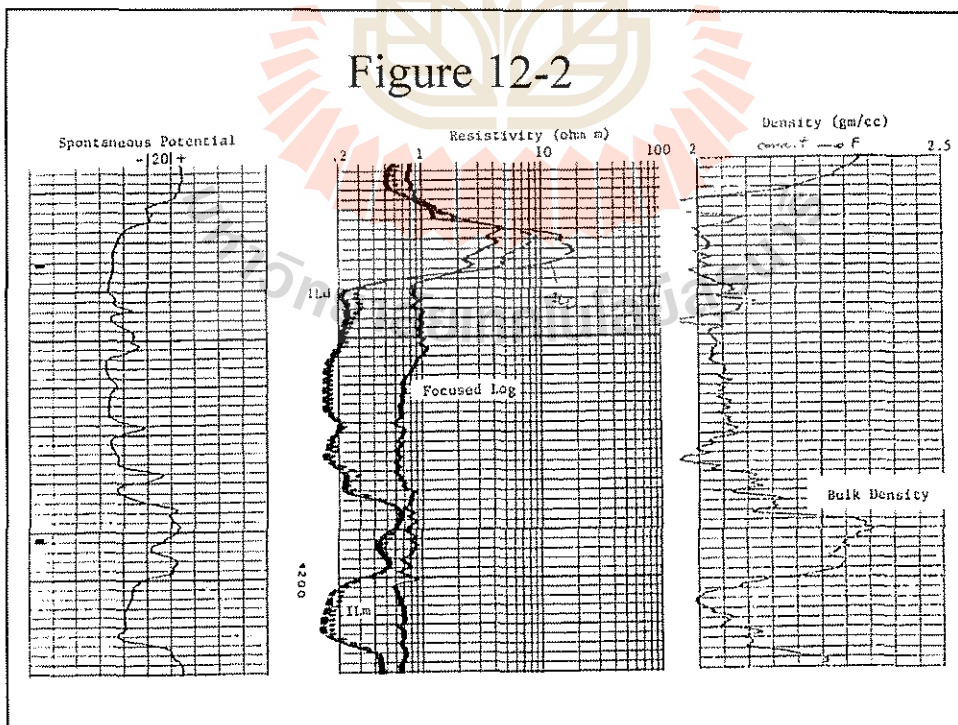 Figure 12-2
Spontaneous Potential
-|20|+
Resistivity (ohm m)
.2 1 10 100
Density (gm/cc)
2 2.5
ILd
Focused Log
Bulk Density
4200
ILm